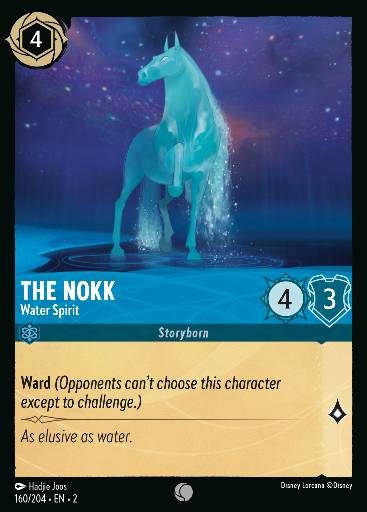 4
THE NOKK
Water Spirit
4
3
Storyborn
Ward (Opponents can't choose this character
except to challenge.)
As elusive as water.
Hadjie Joos
Disney Lorcana ©Disney
160/204 • EN • 2